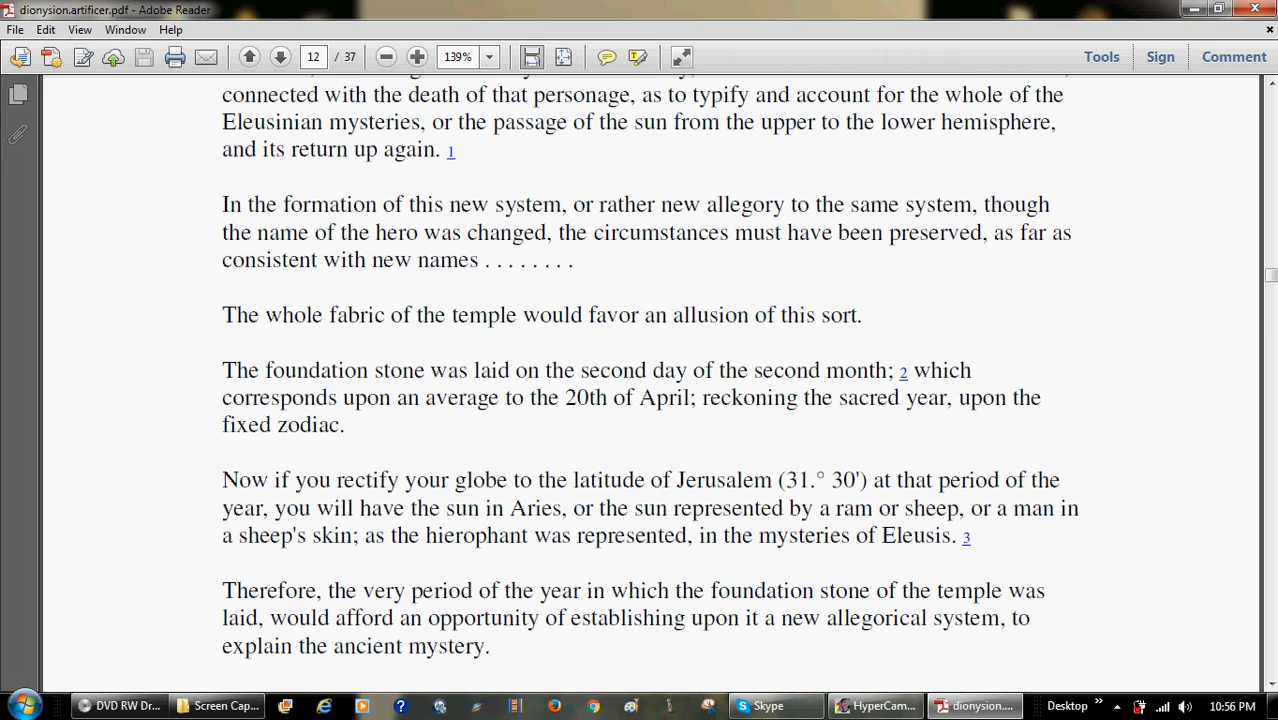 dionysion.artificer.pdf - Adobe Reader
File Edit View Window Help
12 / 37 139% Tools Sign Comment
connected with the death of that personage, as to typify and account for the whole of the
Eleusinian mysteries, or the passage of the sun from the upper to the lower hemisphere,
and its return up again. 1
In the formation of this new system, or rather new allegory to the same system, though
the name of the hero was changed, the circumstances must have been preserved, as far as
consistent with new names . . . . . . . .
The whole fabric of the temple would favor an allusion of this sort.
The foundation stone was laid on the second day of the second month; 2 which
corresponds upon an average to the 20th of April; reckoning the sacred year, upon the
fixed zodiac.
Now if you rectify your globe to the latitude of Jerusalem (31.° 30') at that period of the
year, you will have the sun in Aries, or the sun represented by a ram or sheep, or a man in
a sheep's skin; as the hierophant was represented, in the mysteries of Eleusis. 3
Therefore, the very period of the year in which the foundation stone of the temple was
laid, would afford an opportunity of establishing upon it a new allegorical system, to
explain the ancient mystery.
DVD RW Dr... Screen Cap... Skype HyperCam... dionysion.... Desktop 10:56 PM